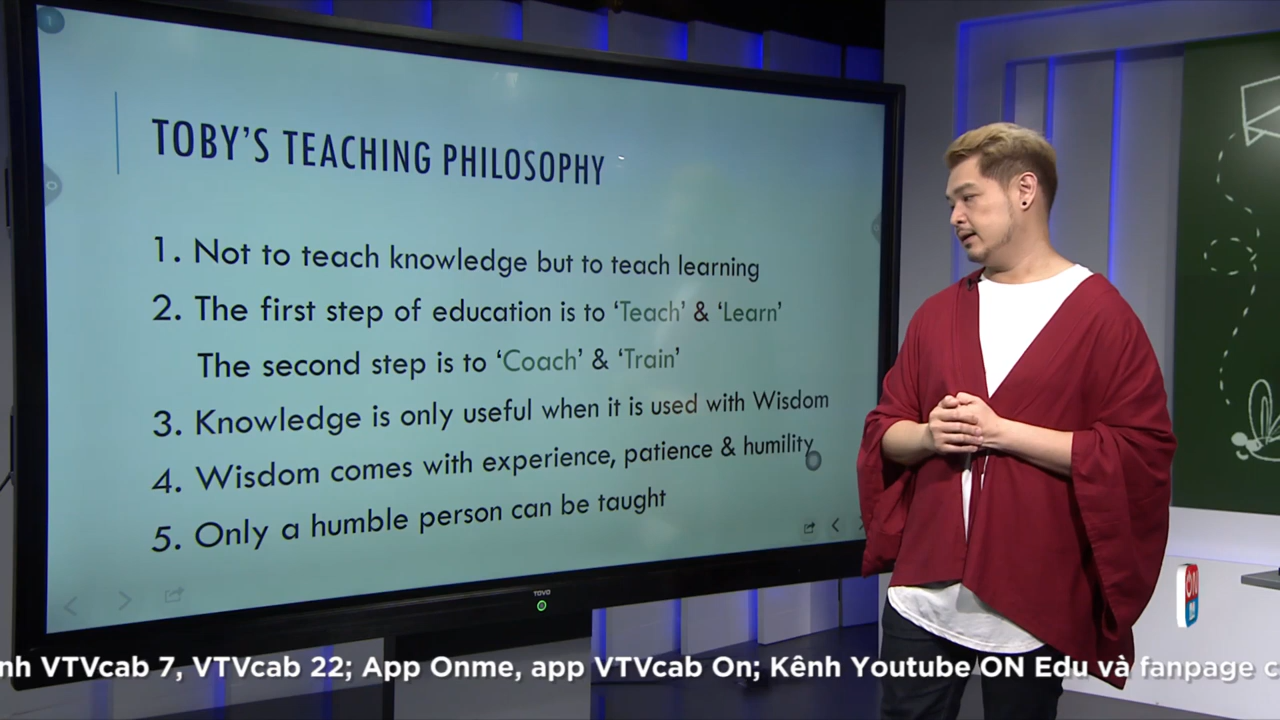 TOBY'S TEACHING PHILOSOPHY
1. Not to teach knowledge but to teach learning
2. The first step of education is to 'Teach' & 'Learn'
The second step is to 'Coach' & 'Train'
3. Knowledge is only useful when it is used with Wisdom
4. Wisdom comes with experience, patience & humility
5. Only a humble person can be taught
TOVO
ON
nh VTVcab 7, VTVcab 22; App Onme, app VTVcab On; Kênh Youtube ON Edu và fanpage c